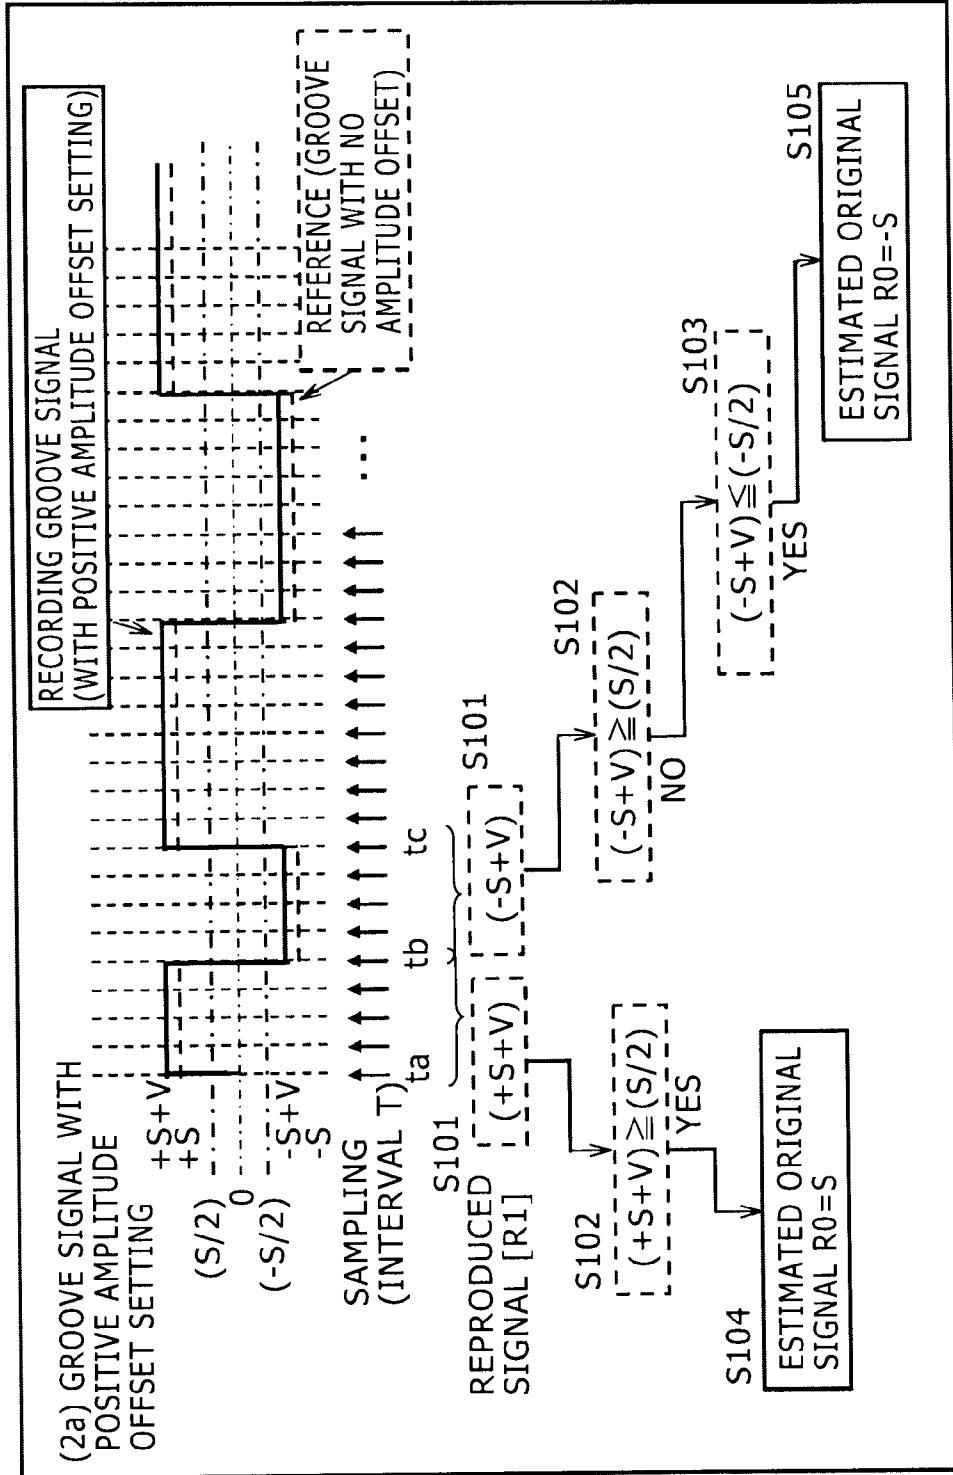 (2a) GROOVE SIGNAL WITH
POSITIVE AMPLITUDE
OFFSET SETTING
RECORDING GROOVE SIGNAL
(WITH POSITIVE AMPLITUDE OFFSET SETTING)
+S+V
+S
(S/2)
0
(-S/2)
-S+V
-S
REFERENCE (GROOVE
SIGNAL WITH NO
AMPLITUDE OFFSET)
SAMPLING
(INTERVAL T)
...
ta
tb
tc
REPRODUCED
SIGNAL [R1]
S101
(+S+V)
S101
(-S+V)
S102
(+S+V)≧(S/2)
YES
S102
(-S+V)≧(S/2)
NO
S103
(-S+V)≦(-S/2)
YES
S104
ESTIMATED ORIGINAL
SIGNAL R0=S
S105
ESTIMATED ORIGINAL
SIGNAL R0=-S